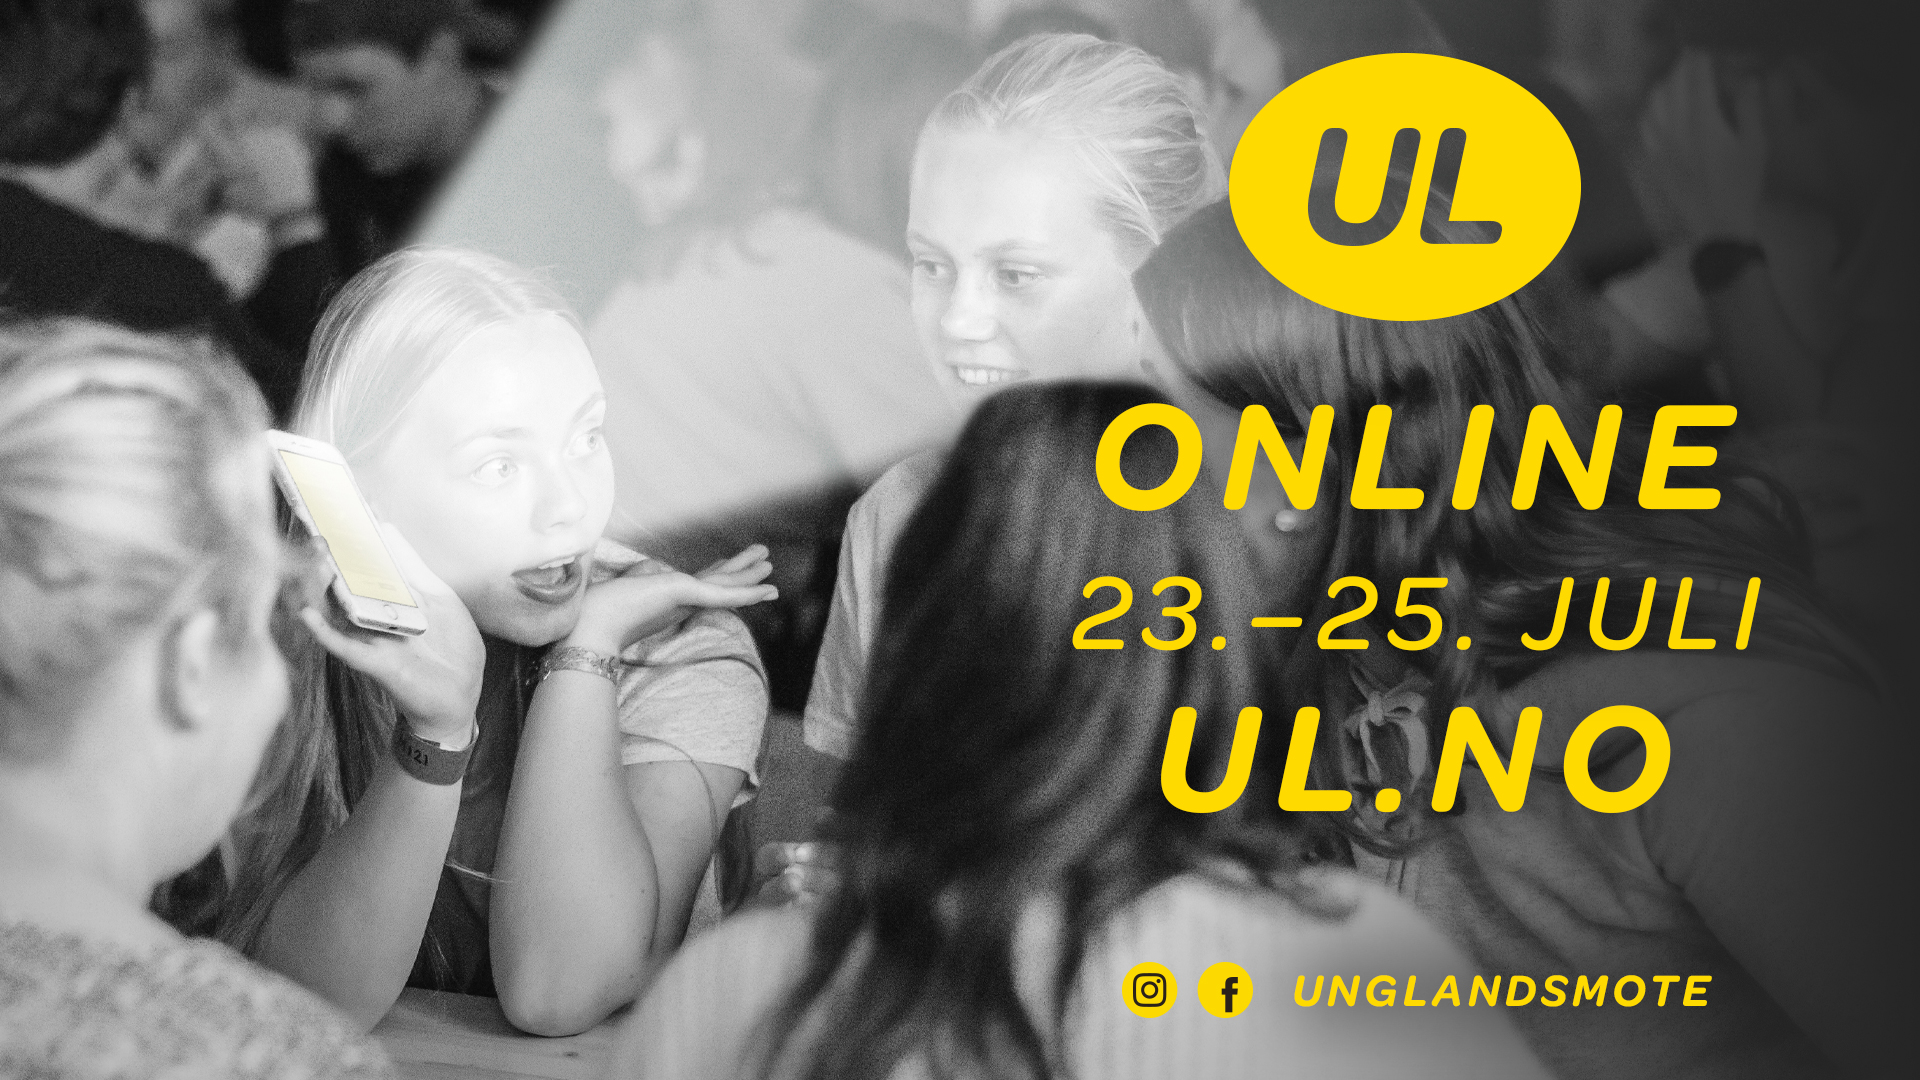 UL
ONLINE
23.–25. JULI
UL.NO
UNGLANDSMOTE